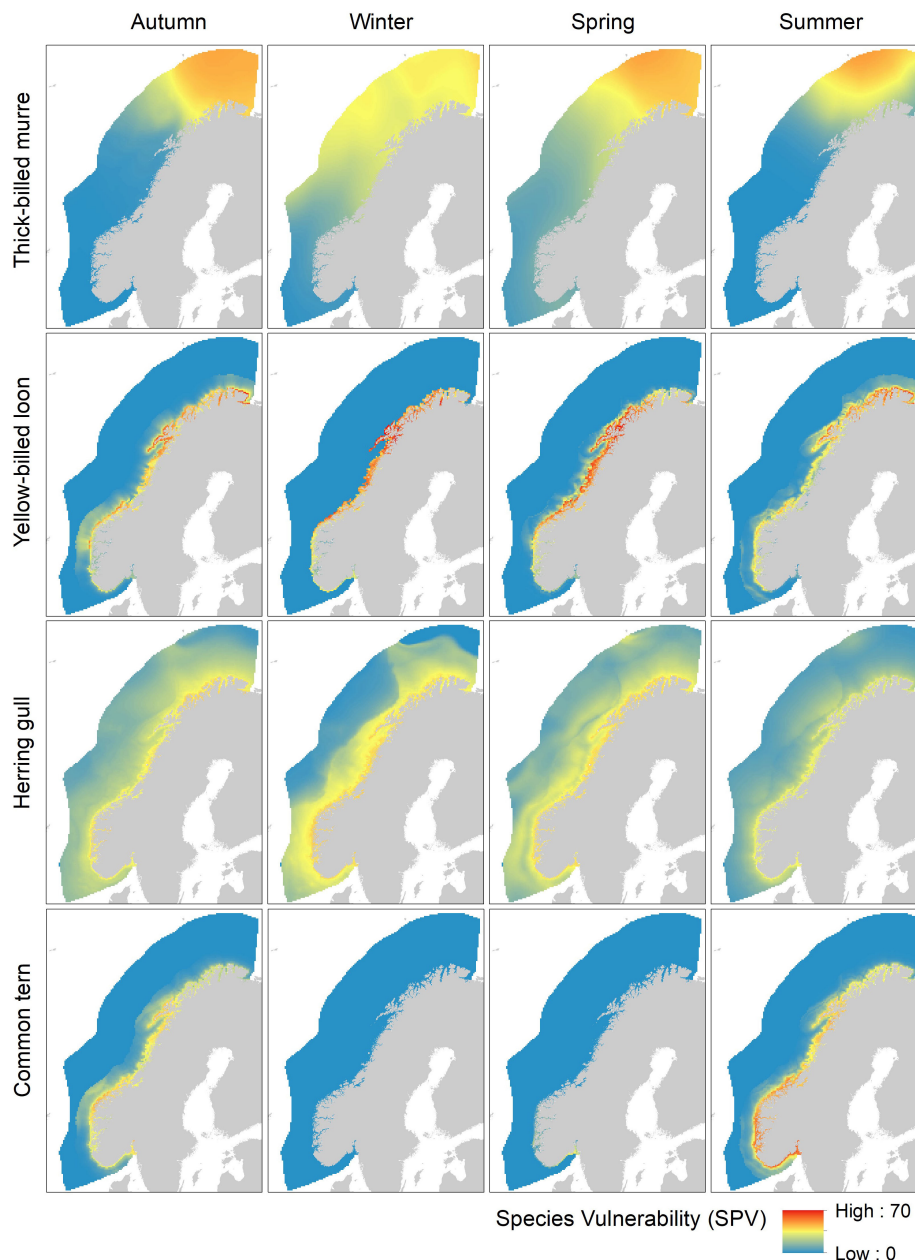 Autumn Winter Spring Summer
Thick-billed murre
Yellow-billed loon
Herring gull
Common tern
Species Vulnerability (SPV)
High : 70
Low : 0